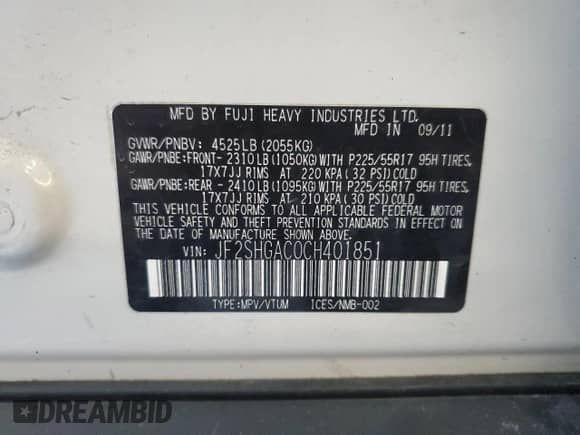 MFD BY FUJI HEAVY INDUSTRIES LTD.
MFD IN 09/11
GVWR/PNBV: 4525LB (2055KG)
GAWR/PNBE:FRONT- 2310LB (1050KG) WITH P225/55R17 95H TIRES,
17X7JJ RIMS AT 220 KPA ( 32 PSI) COLD
GAWR/PNBE:REAR - 2410LB (1095KG) WITH P225/55R17 95H TIRES,
17X7JJ RIMS AT 210 KPA ( 30 PSI) COLD
THIS VEHICLE CONFORMS TO ALL APPLICABLE FEDERAL MOTOR
VEHICLE SAFETY AND THEFT PREVENTION STANDARDS IN EFFECT
ON THE DATE OF MANUFACTURE SHOWN ABOVE.
VIN: JF2SHGAC0CH401851
TYPE:MPV/VTUM ICES/NMB-002
DREAMBID